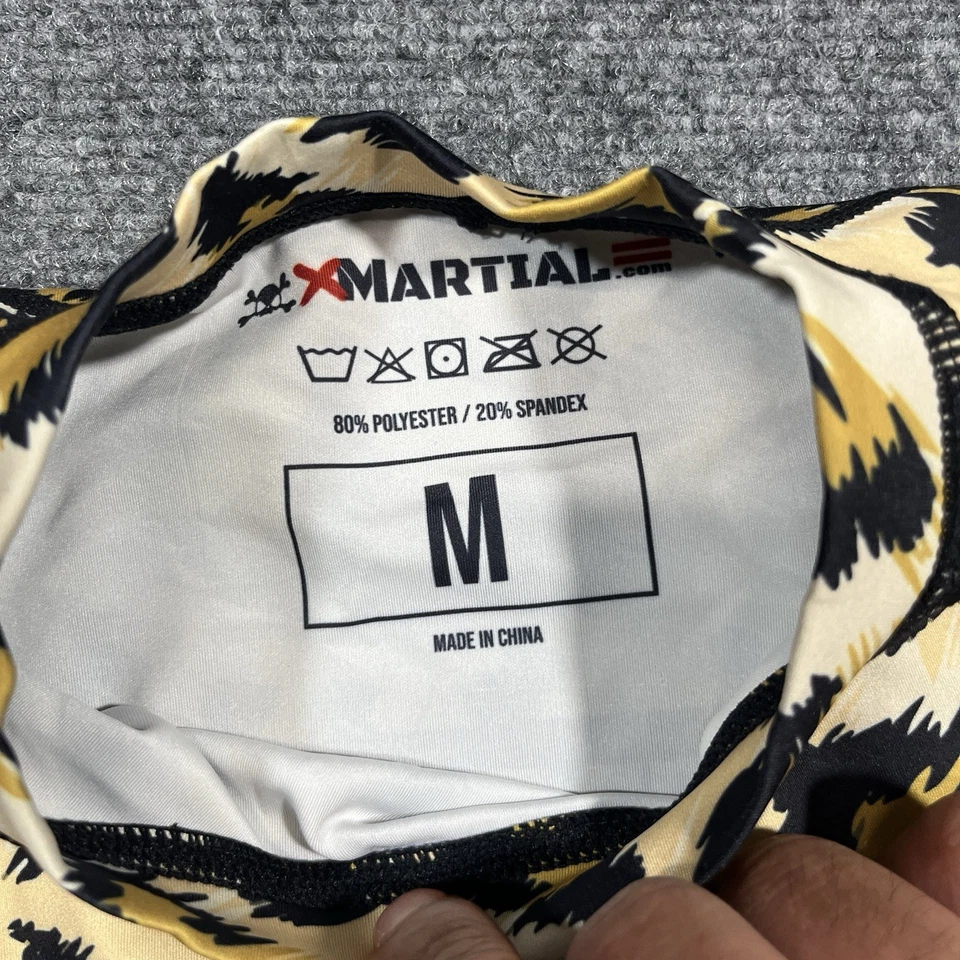 XMARTIAL.com
80% POLYESTER / 20% SPANDEX
M
MADE IN CHINA